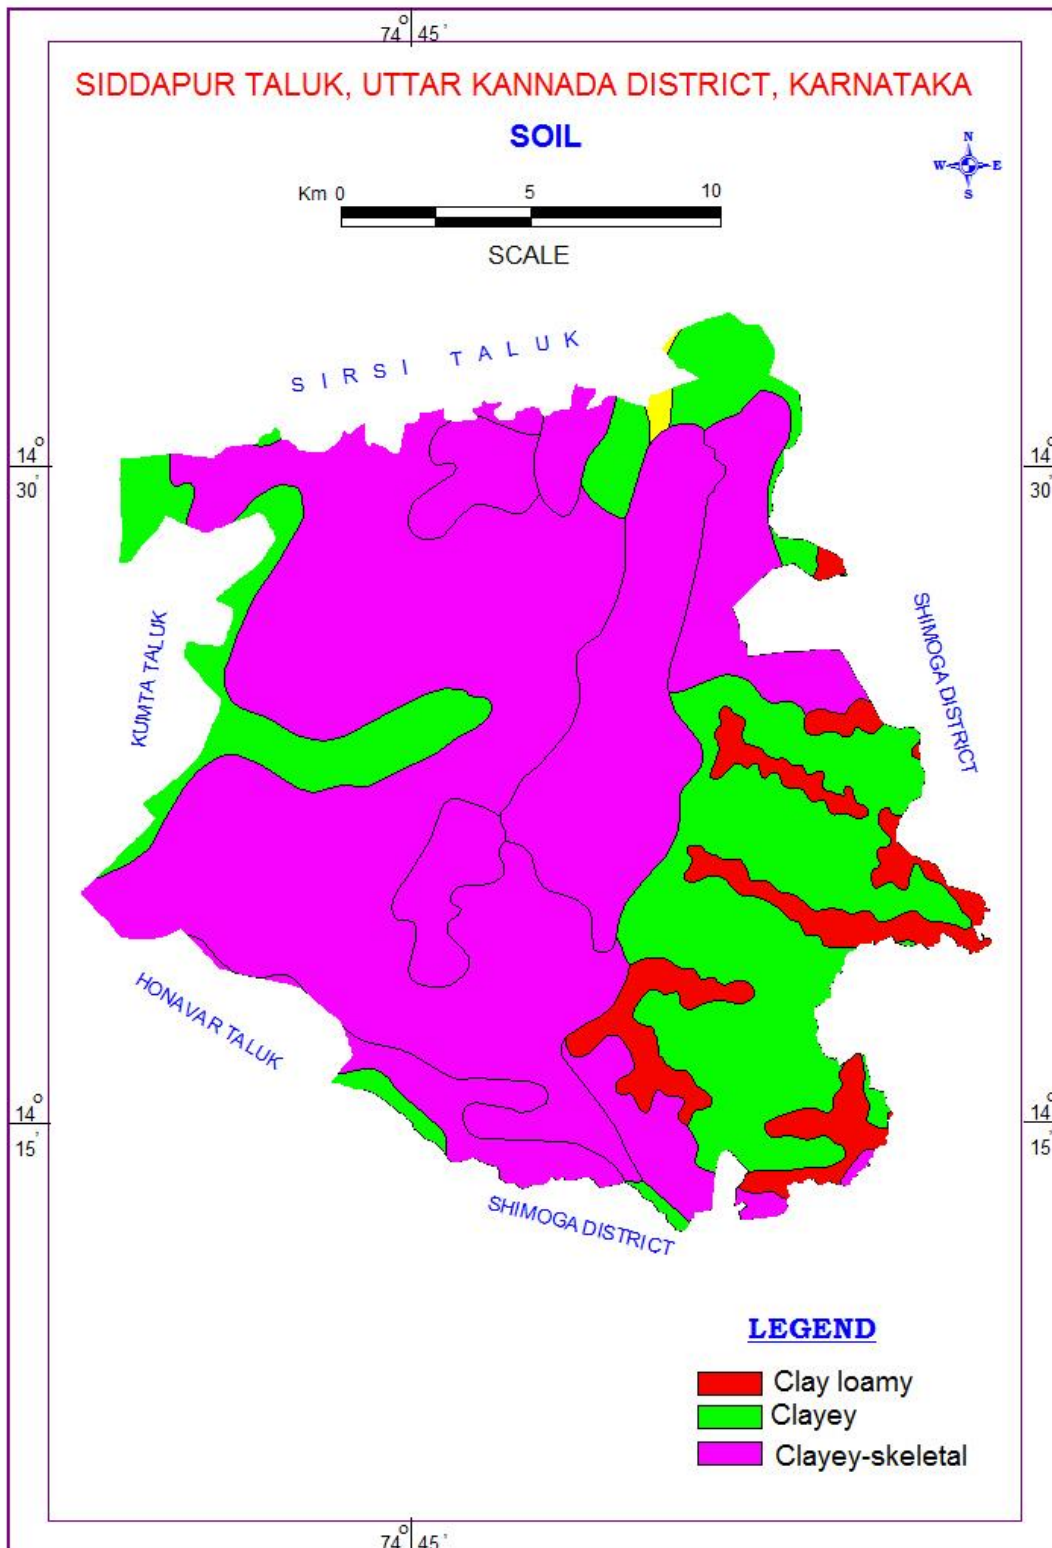 74° 45'
SIDDAPUR TALUK, UTTAR KANNADA DISTRICT, KARNATAKA
SOIL
N
W E
S
Km 0 5 10
SCALE
SIRSI TALUK
14° 30'
14° 30'
KUMTA TALUK
SHIMOGA DISTRICT
HONAVAR TALUK
14° 15'
14° 15'
SHIMOGA DISTRICT
LEGEND
Clay loamy
Clayey
Clayey-skeletal
74° 45'